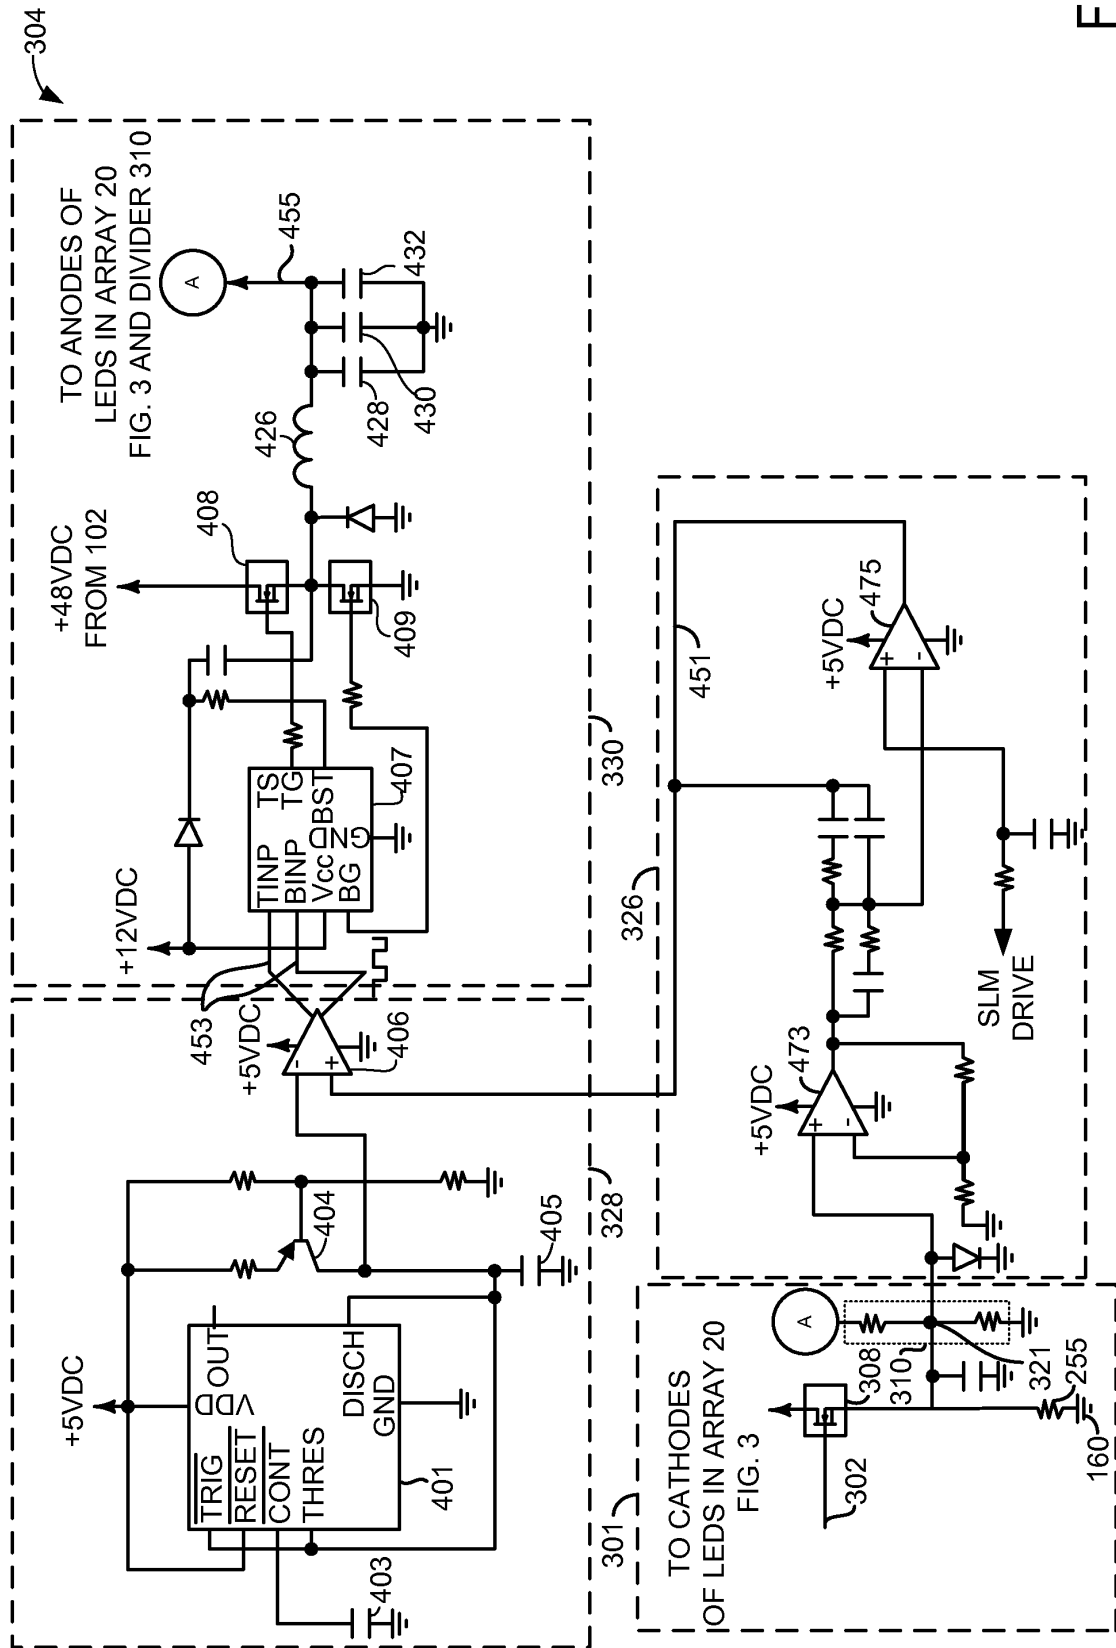 304
TO ANODES OF
LEDS IN ARRAY 20
FIG. 3 AND DIVIDER 310
A
455
432
430
428
426
+48VDC
FROM 102
408
409
+12VDC
TINP
BINP
Vcc
BG
TS
TG
BST
GND
407
330
453
+5VDC
-
+
406
+5VDC
VDD
OUT
TRIG
RESET
CONT
THRES
DISCH
GND
401
403
404
405
328
326
451
+5VDC
+
-
475
+5VDC
+
-
473
SLM
DRIVE
301
TO CATHODES
OF LEDS IN ARRAY 20
FIG. 3
302
308
310
A
321
255
160
F